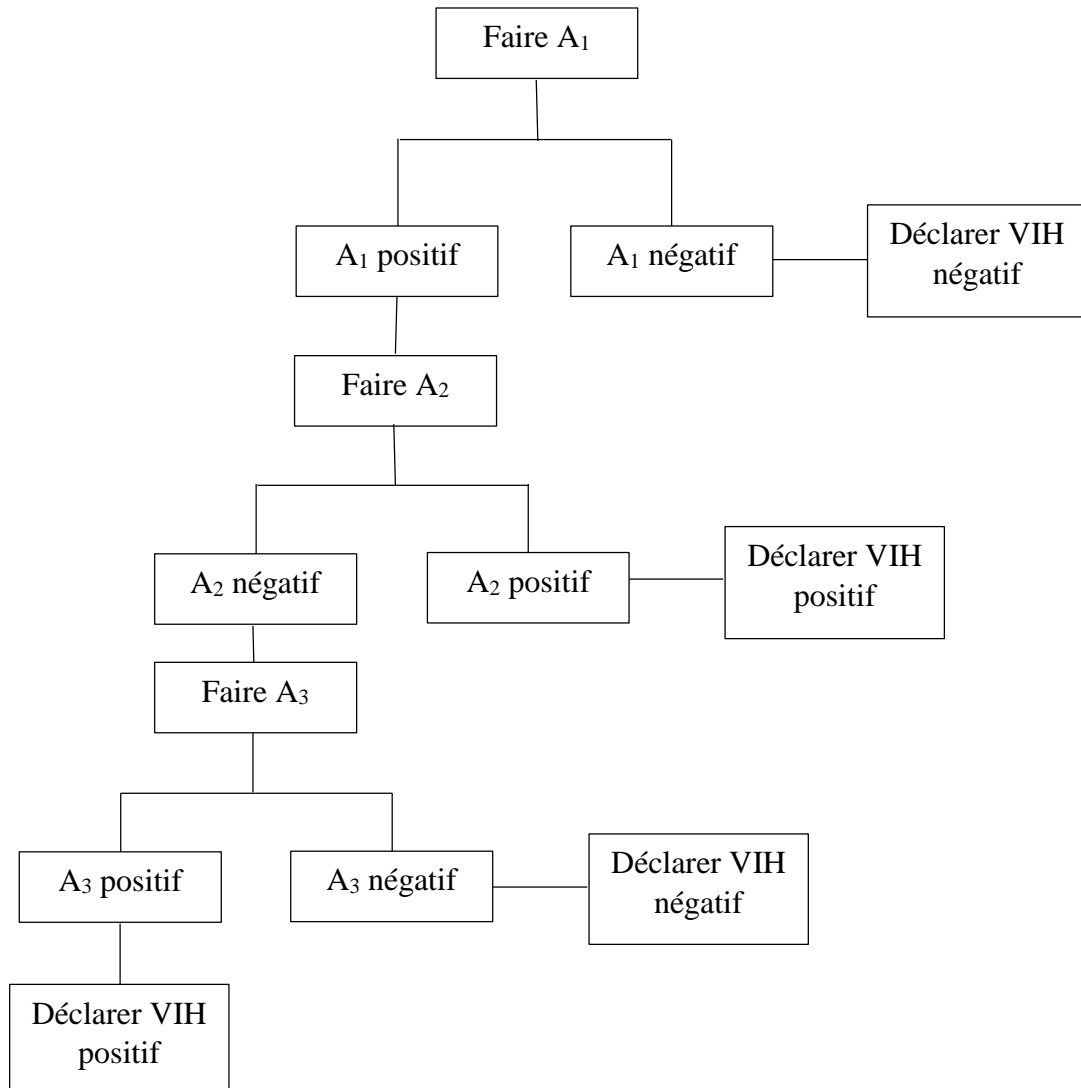 Faire A₁
A₁ positif
A₁ négatif
Déclarer VIH
négatif
Faire A₂
A₂ négatif
A₂ positif
Déclarer VIH
positif
Faire A₃
A₃ positif
A₃ négatif
Déclarer VIH
négatif
Déclarer VIH
positif